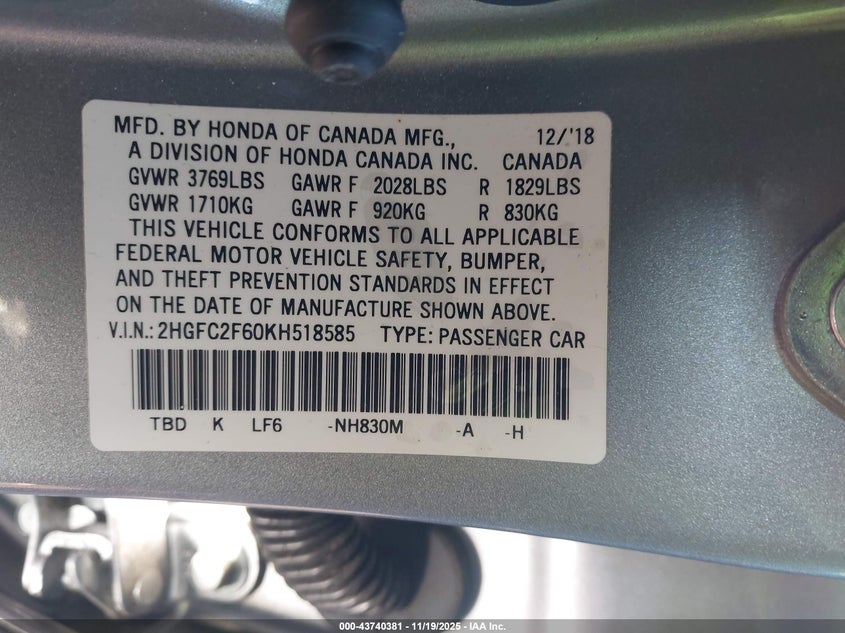 MFD. BY HONDA OF CANADA MFG., 12/'18
A DIVISION OF HONDA CANADA INC. CANADA
GVWR 3769LBS GAWR F 2028LBS R 1829LBS
GVWR 1710KG GAWR F 920KG R 830KG
THIS VEHICLE CONFORMS TO ALL APPLICABLE
FEDERAL MOTOR VEHICLE SAFETY, BUMPER,
AND THEFT PREVENTION STANDARDS IN EFFECT
ON THE DATE OF MANUFACTURE SHOWN ABOVE.
V.I.N.: 2HGFC2F60KH518585 TYPE: PASSENGER CAR
TBD K LF6 -NH830M -A -H
000-43740381 - 11/19/2025 - IAA Inc.